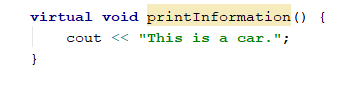 virtual void printInformation() {
    cout << "This is a car.";
}